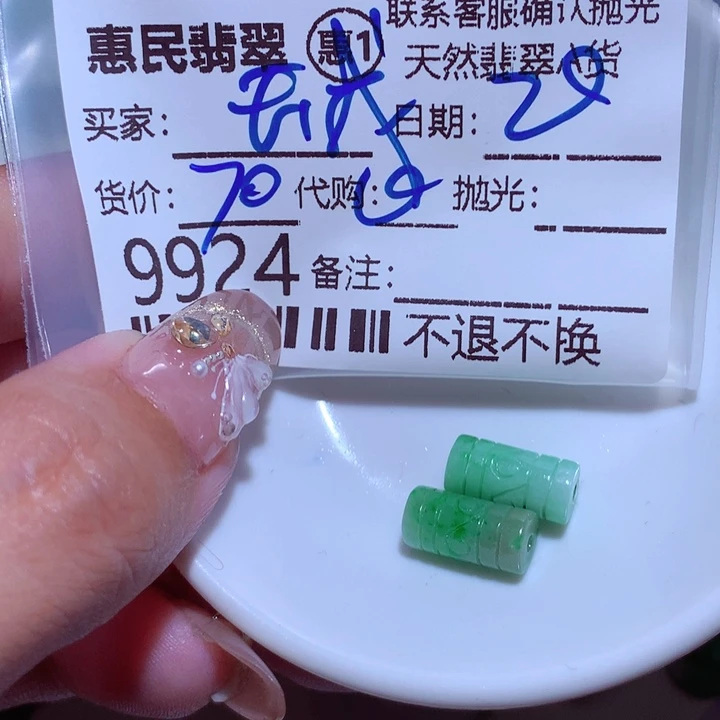 联系客服确认抛光
惠民翡翠 惠1 天然翡翠A货
买家： 日期：29
货价：70 代购： 抛光：
9924 备注：
不退不换